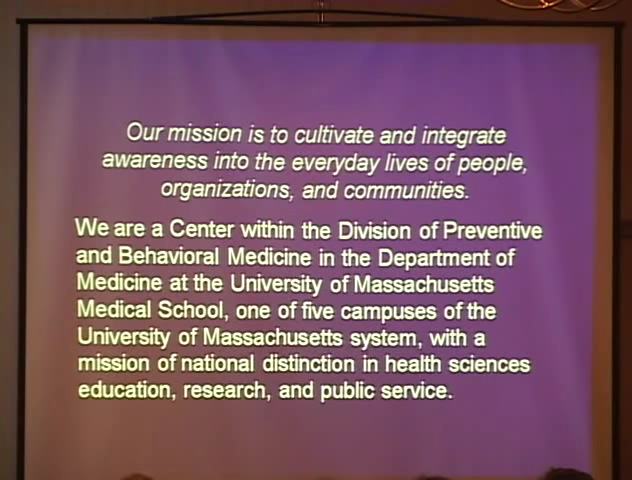 Our mission is to cultivate and integrate
awareness into the everyday lives of people,
organizations, and communities.
We are a Center within the Division of Preventive
and Behavioral Medicine in the Department of
Medicine at the University of Massachusetts
Medical School, one of five campuses of the
University of Massachusetts system, with a
mission of national distinction in health sciences
education, research, and public service.